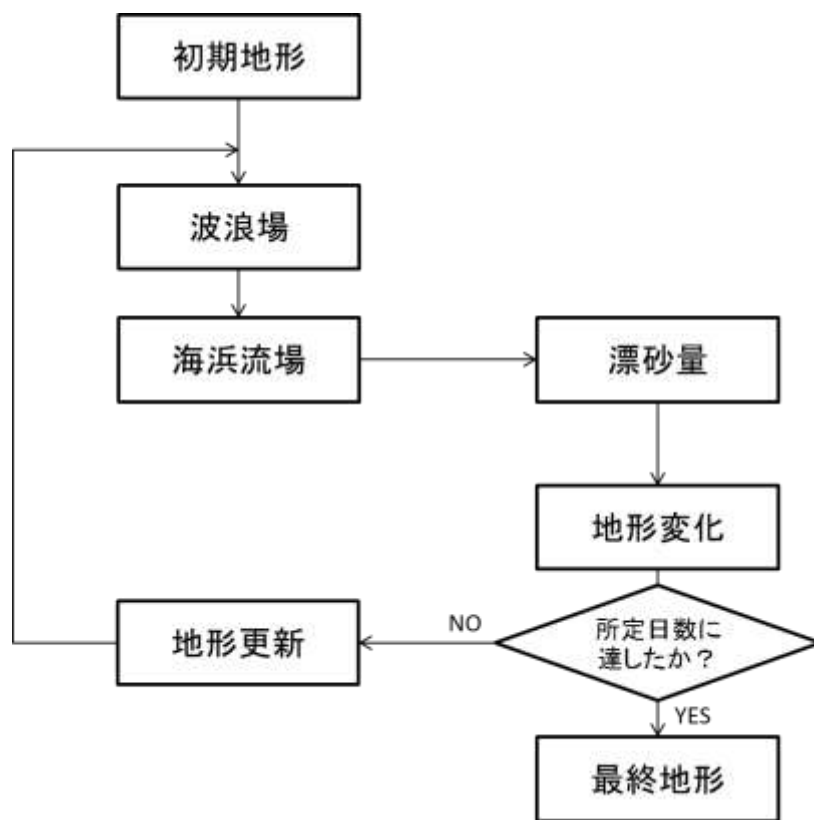 初期地形
波浪場
海浜流場
漂砂量
地形変化
所定日数に
達したか？
NO
地形更新
YES
最終地形